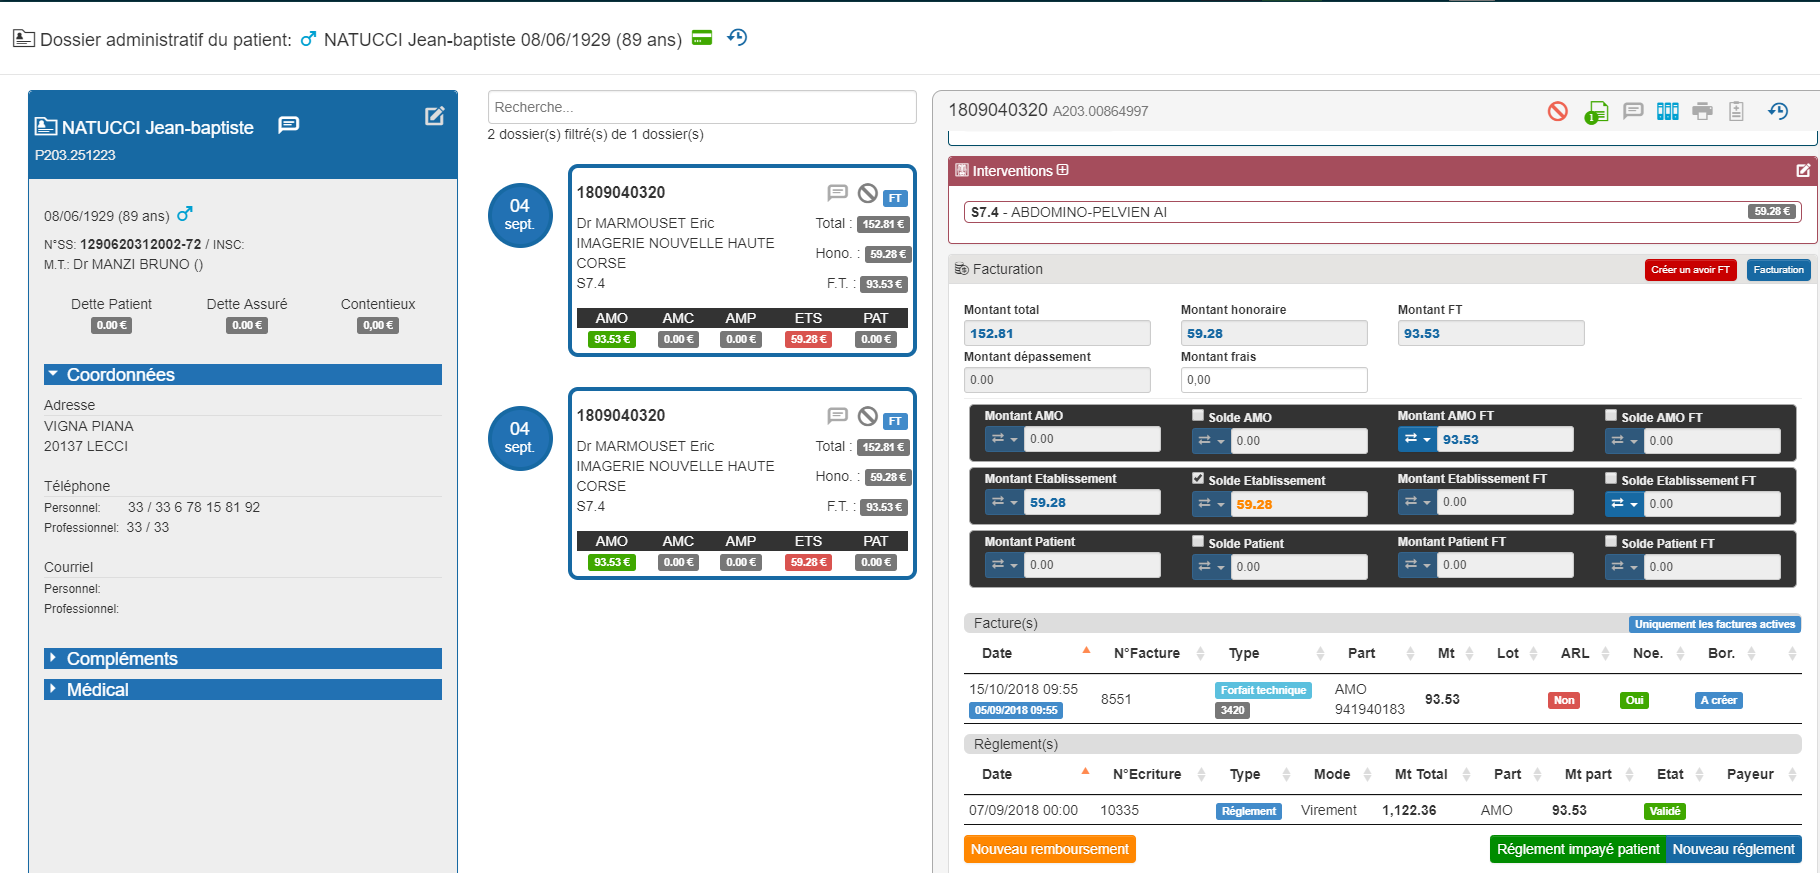 Dossier administratif du patient: NATUCCI Jean-baptiste 08/06/1929 (89 ans)
NATUCCI Jean-baptiste
P203.251223
08/06/1929 (89 ans)
N°SS: 1290620312002-72 / INSC:
M.T.: Dr MANZI BRUNO ()
Dette Patient Dette Assuré Contentieux
0.00 € 0.00 € 0,00 €
Coordonnées
Adresse
VIGNA PIANA
20137 LECCI
Téléphone
Personnel: 33 / 33 6 78 15 81 92
Professionnel: 33 / 33
Courriel
Personnel:
Professionnel:
Compléments
Médical
Recherche...
2 dossier(s) filtré(s) de 1 dossier(s)
04
sept.
1809040320 FT
Dr MARMOUSET Eric Total : 152.81 €
IMAGERIE NOUVELLE HAUTE
CORSE Hono. : 59.28 €
S7.4 F.T. : 93.53 €
AMO AMC AMP ETS PAT
93.53 € 0.00 € 0.00 € 59.28 € 0.00 €
04
sept.
1809040320 FT
Dr MARMOUSET Eric Total : 152.81 €
IMAGERIE NOUVELLE HAUTE
CORSE Hono. : 59.28 €
S7.4 F.T. : 93.53 €
AMO AMC AMP ETS PAT
93.53 € 0.00 € 0.00 € 59.28 € 0.00 €
1809040320 A203.00864997
1
Interventions
S7.4 - ABDOMINO-PELVIEN AI 59.28 €
Facturation Créer un avoir FT Facturation
Montant total Montant honoraire Montant FT
152.81 59.28 93.53
Montant dépassement Montant frais
0.00 0,00
Montant AMO Solde AMO Montant AMO FT Solde AMO FT
0.00 0.00 93.53 0.00
Montant Etablissement Solde Etablissement Montant Etablissement FT Solde Etablissement FT
59.28 59.28 0.00 0.00
Montant Patient Solde Patient Montant Patient FT Solde Patient FT
0.00 0.00 0.00 0.00
Facture(s) Uniquement les factures actives
Date N°Facture Type Part Mt Lot ARL Noe. Bor.
15/10/2018 09:55 8551 Forfait technique AMO 93.53 Non Oui A créer
05/09/2018 09:55 3420 941940183
Règlement(s)
Date N°Ecriture Type Mode Mt Total Part Mt part Etat Payeur
07/09/2018 00:00 10335 Réglement Virement 1,122.36 AMO 93.53 Validé
Nouveau remboursement Réglement impayé patient Nouveau réglement